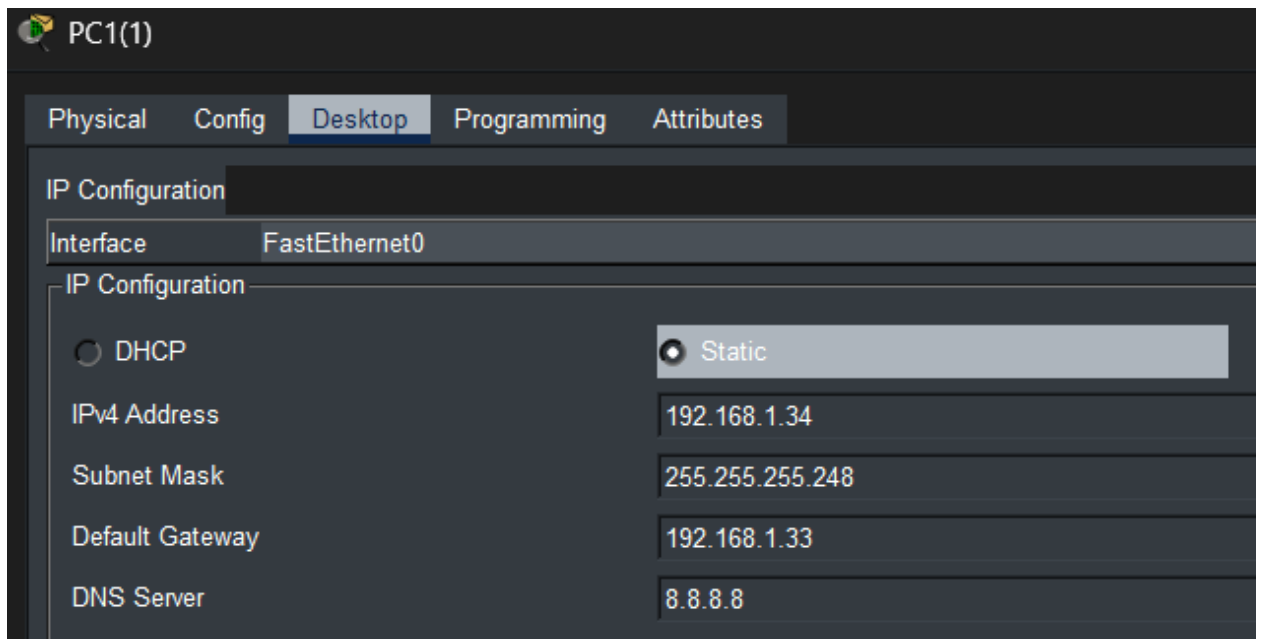 PC1(1)
Physical Config Desktop Programming Attributes
IP Configuration
Interface FastEthernet0
IP Configuration
DHCP Static
IPv4 Address 192.168.1.34
Subnet Mask 255.255.255.248
Default Gateway 192.168.1.33
DNS Server 8.8.8.8